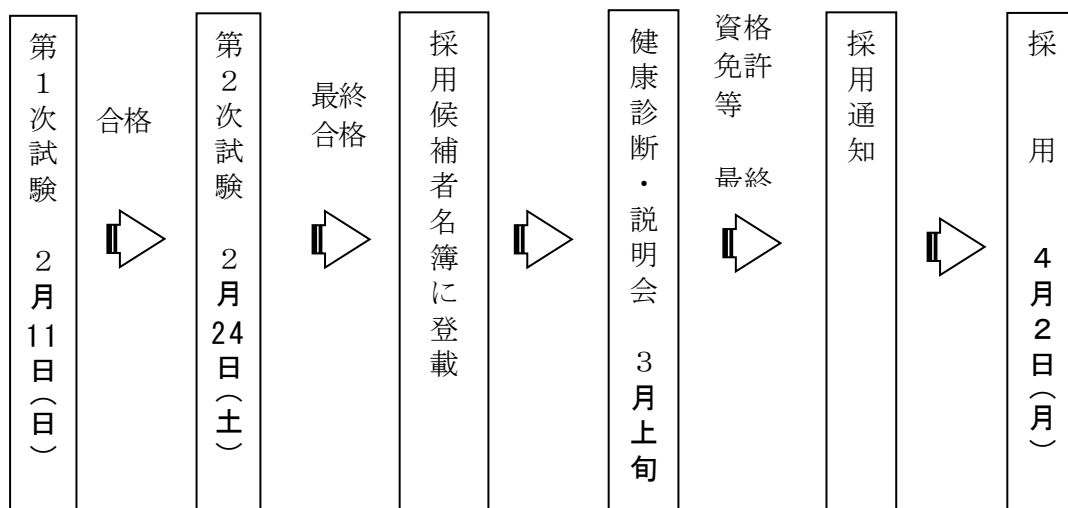 第１次試験　２月11日（日）
合格
第２次試験　２月24日（土）
最終
合格
採用候補者名簿に登載
健康診断・説明会　３月上旬
資格
免許
等
最終
採用通知
採　用　４月２日（月）